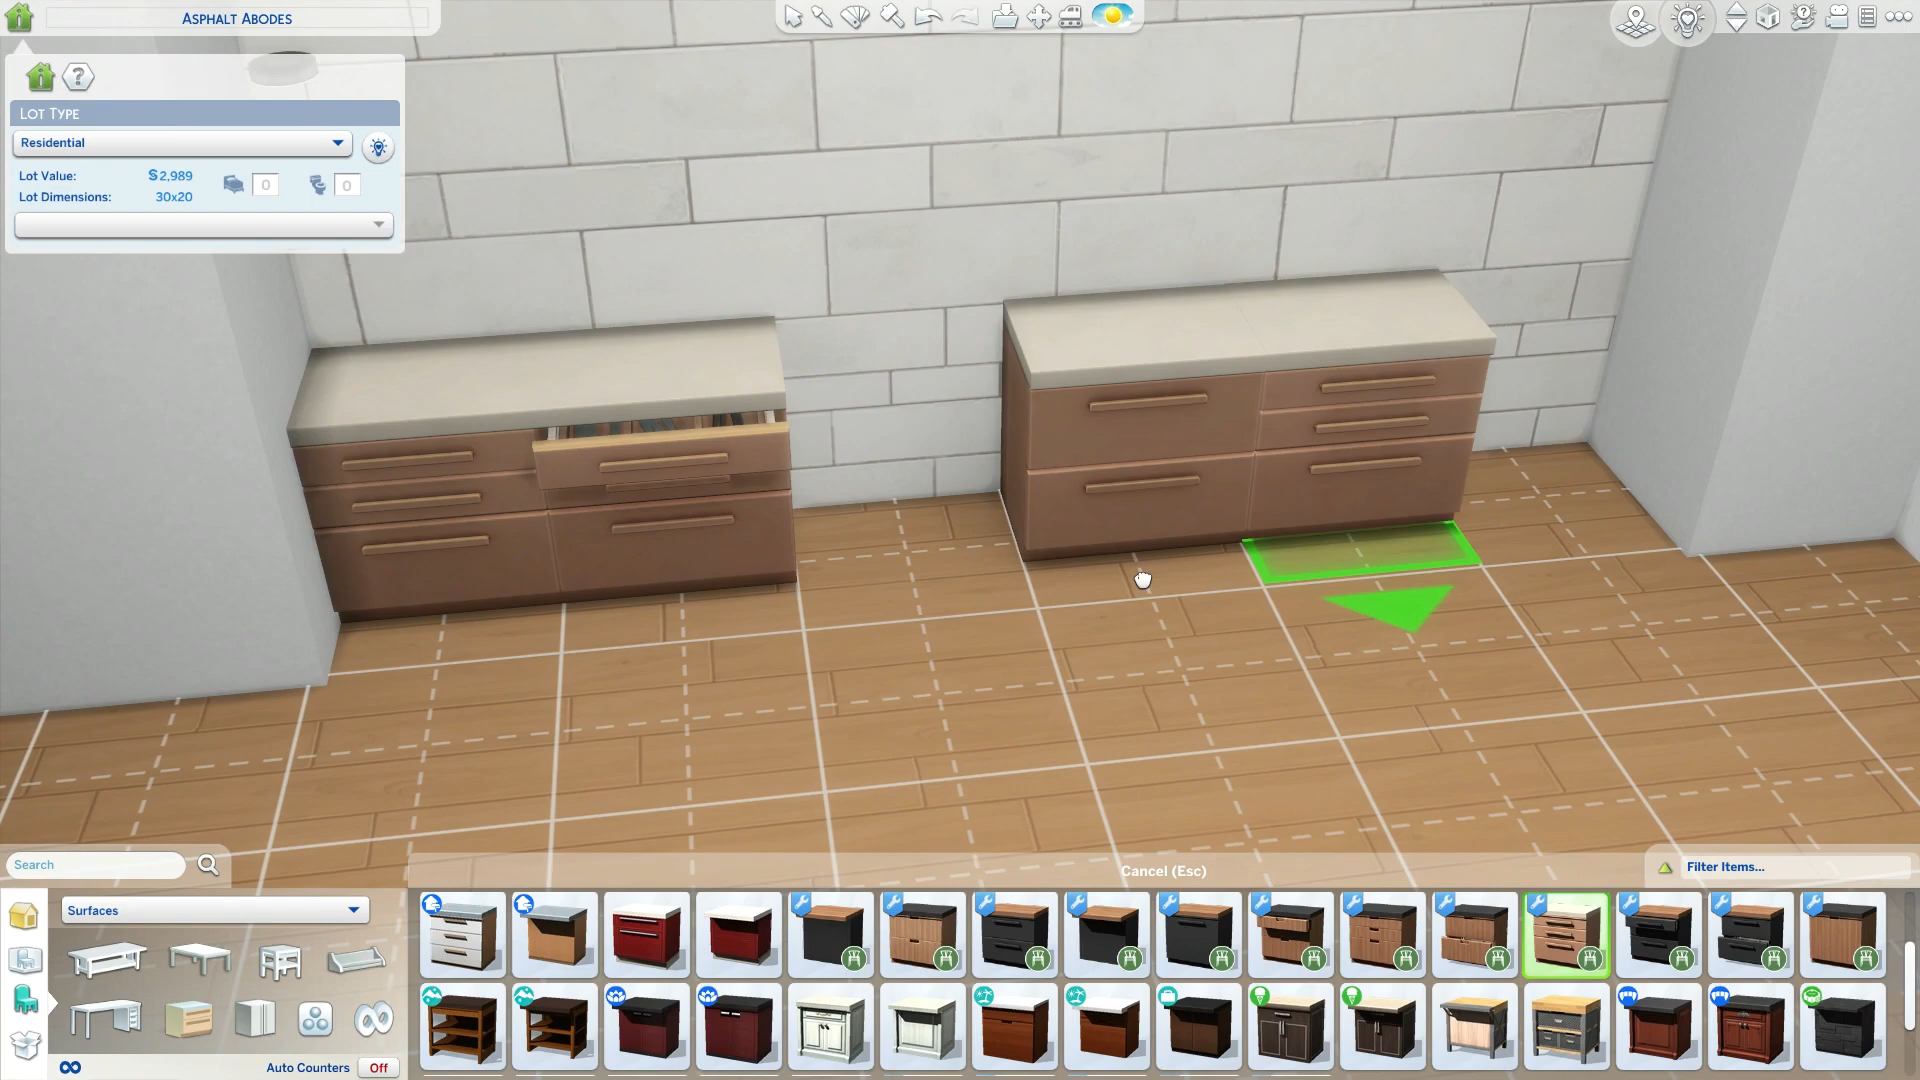 ASPHALT ABODES
LOT TYPE
Residential
Lot Value: §2,989
0 0
Lot Dimensions: 30x20
Search
Cancel (Esc)
Filter Items...
Surfaces
Auto Counters Off